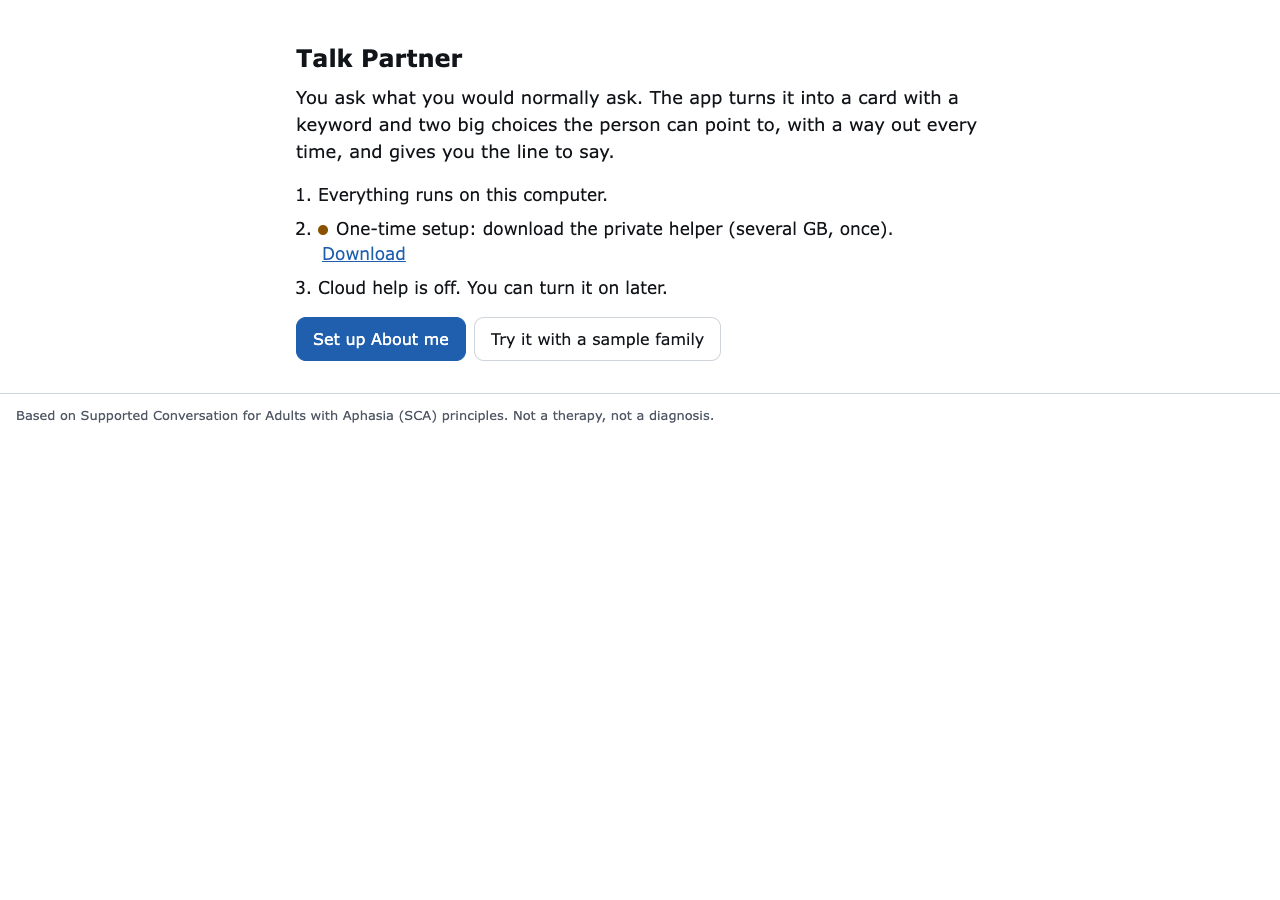 Talk Partner
You ask what you would normally ask. The app turns it into a card with a
keyword and two big choices the person can point to, with a way out every
time, and gives you the line to say.
1. Everything runs on this computer.
2. One-time setup: download the private helper (several GB, once).
Download
3. Cloud help is off. You can turn it on later.
Set up About me
Try it with a sample family
Based on Supported Conversation for Adults with Aphasia (SCA) principles. Not a therapy, not a diagnosis.